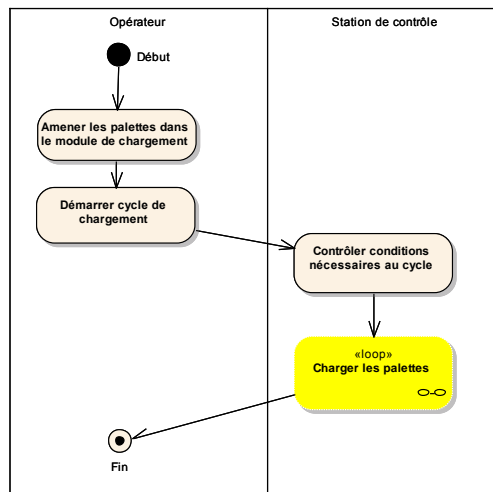 Opérateur
Station de contrôle
Début
Amener les palettes dans
le module de chargement
Démarrer cycle de
chargement
Contrôler conditions
nécessaires au cycle
«loop»
Charger les palettes
Fin